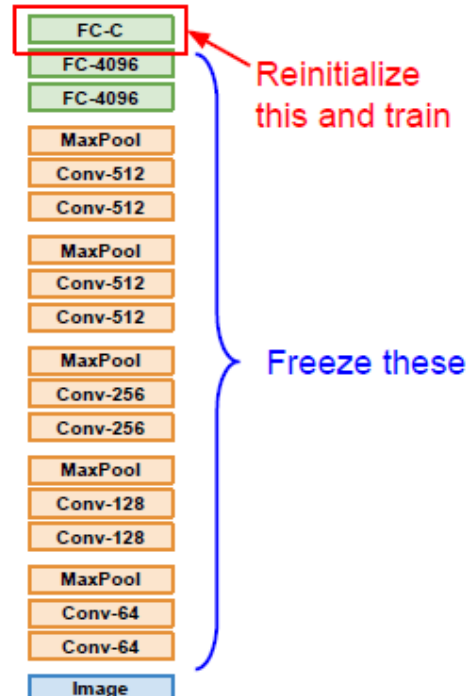 FC-C
FC-4096
FC-4096
MaxPool
Conv-512
Conv-512
MaxPool
Conv-512
Conv-512
MaxPool
Conv-256
Conv-256
MaxPool
Conv-128
Conv-128
MaxPool
Conv-64
Conv-64
Image
Reinitialize
this and train
Freeze these